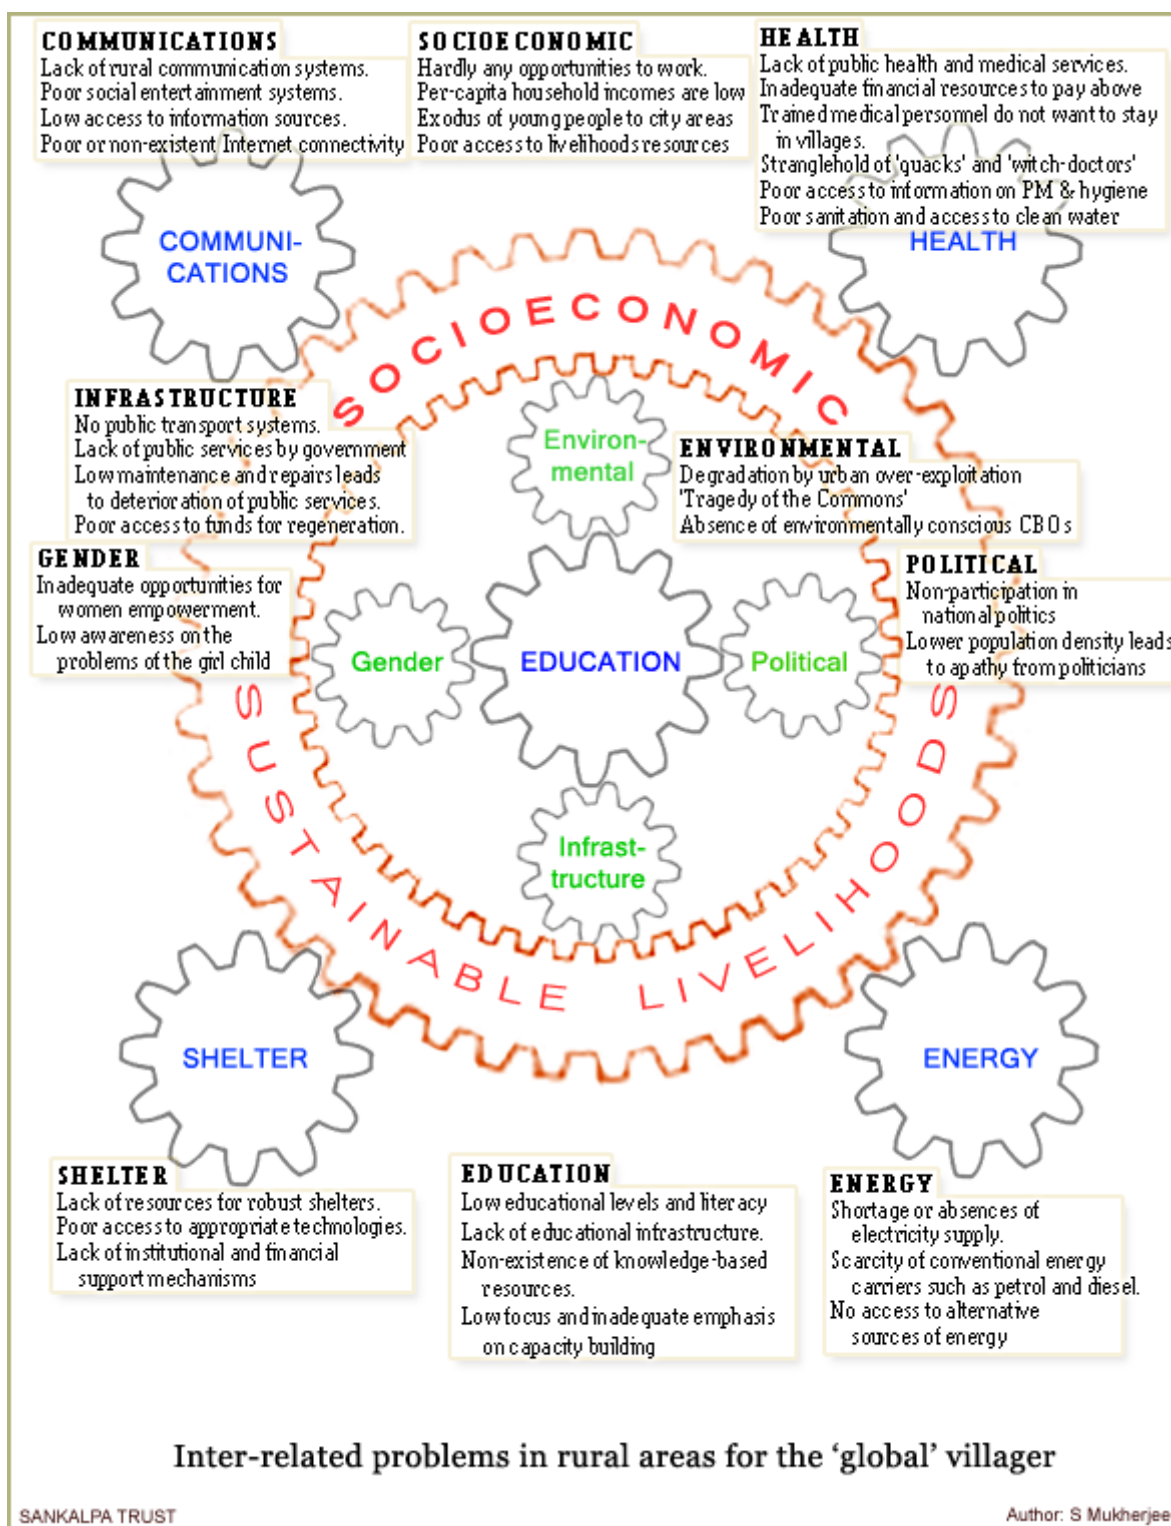 COMMUNICATIONS
Lack of rural communication systems.
Poor social entertainment systems.
Low access to information sources.
Poor or non-existent Internet connectivity
SOCIOECONOMIC
Hardly any opportunities to work.
Per-capita household incomes are low
Exodus of young people to city areas
Poor access to livelihoods resources
HEALTH
Lack of public health and medical services.
Inadequate financial resources to pay above
Trained medical personnel do not want to stay
in villages.
Stranglehold of 'quacks' and 'witch-doctors'
Poor access to information on PM & hygiene
Poor sanitation and access to clean water
COMMUNI-
CATIONS
HEALTH
SOCIOECONOMIC
INFRASTRUCTURE
No public transport systems.
Lack of public services by government
Low maintenance and repairs leads
to deterioration of public services.
Poor access to funds for regeneration.
Environ-
mental
ENVIRONMENTAL
Degradation by urban over-exploitation
'Tragedy of the Commons'
Absence of environmentally conscious CBOs
GENDER
Inadequate opportunities for
women empowerment.
Low awareness on the
problems of the girl child
POLITICAL
Non-participation in
national politics
Lower population density leads
to apathy from politicians
Gender
EDUCATION
Political
Infrast-
tructure
SUSTAINABLE LIVELIHOODS
SHELTER
ENERGY
SHELTER
Lack of resources for robust shelters.
Poor access to appropriate technologies.
Lack of institutional and financial
support mechanisms
EDUCATION
Low educational levels and literacy
Lack of educational infrastructure.
Non-existence of knowledge-based
resources.
Low focus and inadequate emphasis
on capacity building
ENERGY
Shortage or absences of
electricity supply.
Scarcity of conventional energy
carriers such as petrol and diesel.
No access to alternative
sources of energy
Inter-related problems in rural areas for the 'global' villager
SANKALPA TRUST
Author: S Mukherjee